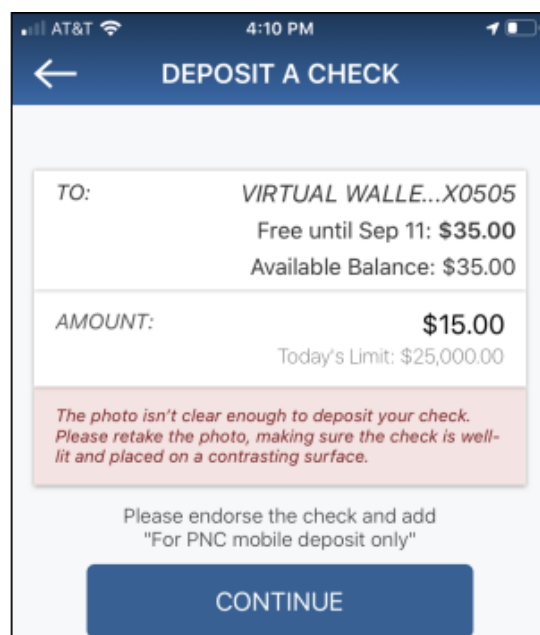 AT&T 4:10 PM
DEPOSIT A CHECK
TO: VIRTUAL WALLE...X0505
Free until Sep 11: $35.00
Available Balance: $35.00
AMOUNT: $15.00
Today's Limit: $25,000.00
The photo isn't clear enough to deposit your check.
Please retake the photo, making sure the check is well-
lit and placed on a contrasting surface.
Please endorse the check and add
"For PNC mobile deposit only"
CONTINUE